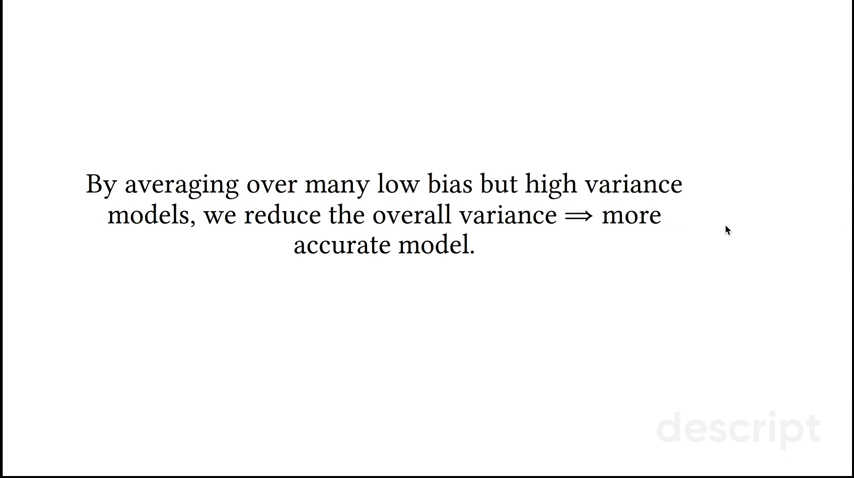 By averaging over many low bias but high variance
models, we reduce the overall variance ⟹ more
accurate model.
descript